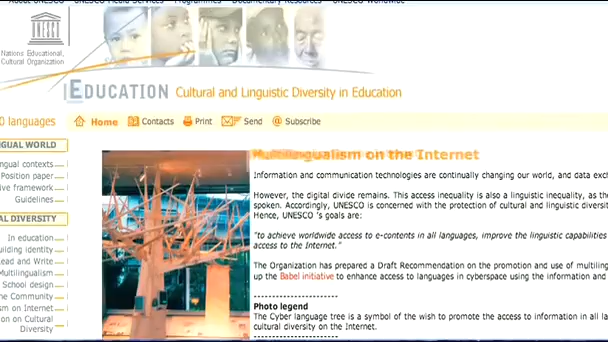 About UNESCO UNESCO Media Services Programmes Documentary Resources UNESCO Worldwide
UNESCO
Nations Educational,
Cultural Organization
EDUCATION Cultural and Linguistic Diversity in Education
0 languages
Home Contacts Print Send Subscribe
NGUAL WORLD
ngual contexts
Position paper
ive framework
Guidelines
AL DIVERSITY
In education
uilding identity
ead and Write
Multilingualism
School design
he Community
sm on Internet
on on Cultural
Diversity
Multilingualism on the Internet
Information and communication technologies are continually changing our world, and data exc
However, the digital divide remains. This access inequality is also a linguistic inequality, as the
spoken. Accordingly, UNESCO is concerned with the protection of cultural and linguistic diversit
Hence, UNESCO 's goals are:
"to achieve worldwide access to e-contents in all languages, improve the linguistic capabilities
access to the Internet."
The Organization has prepared a Draft Recommendation on the promotion and use of multiling
up the Babel initiative to enhance access to languages in cyberspace using the information and
------------------------
Photo legend
The Cyber language tree is a symbol of the wish to promote the access to information in all la
cultural diversity on the Internet.
------------------------